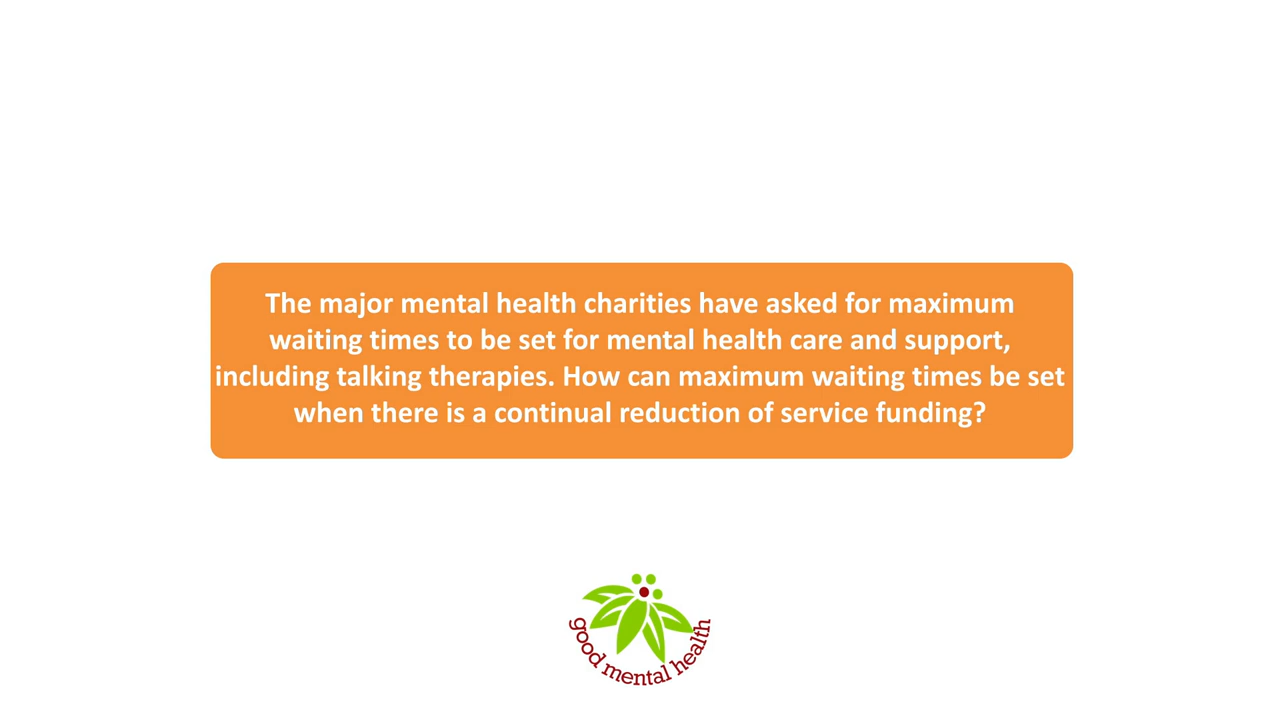 The major mental health charities have asked for maximum
waiting times to be set for mental health care and support,
including talking therapies. How can maximum waiting times be set
when there is a continual reduction of service funding?
good mental health